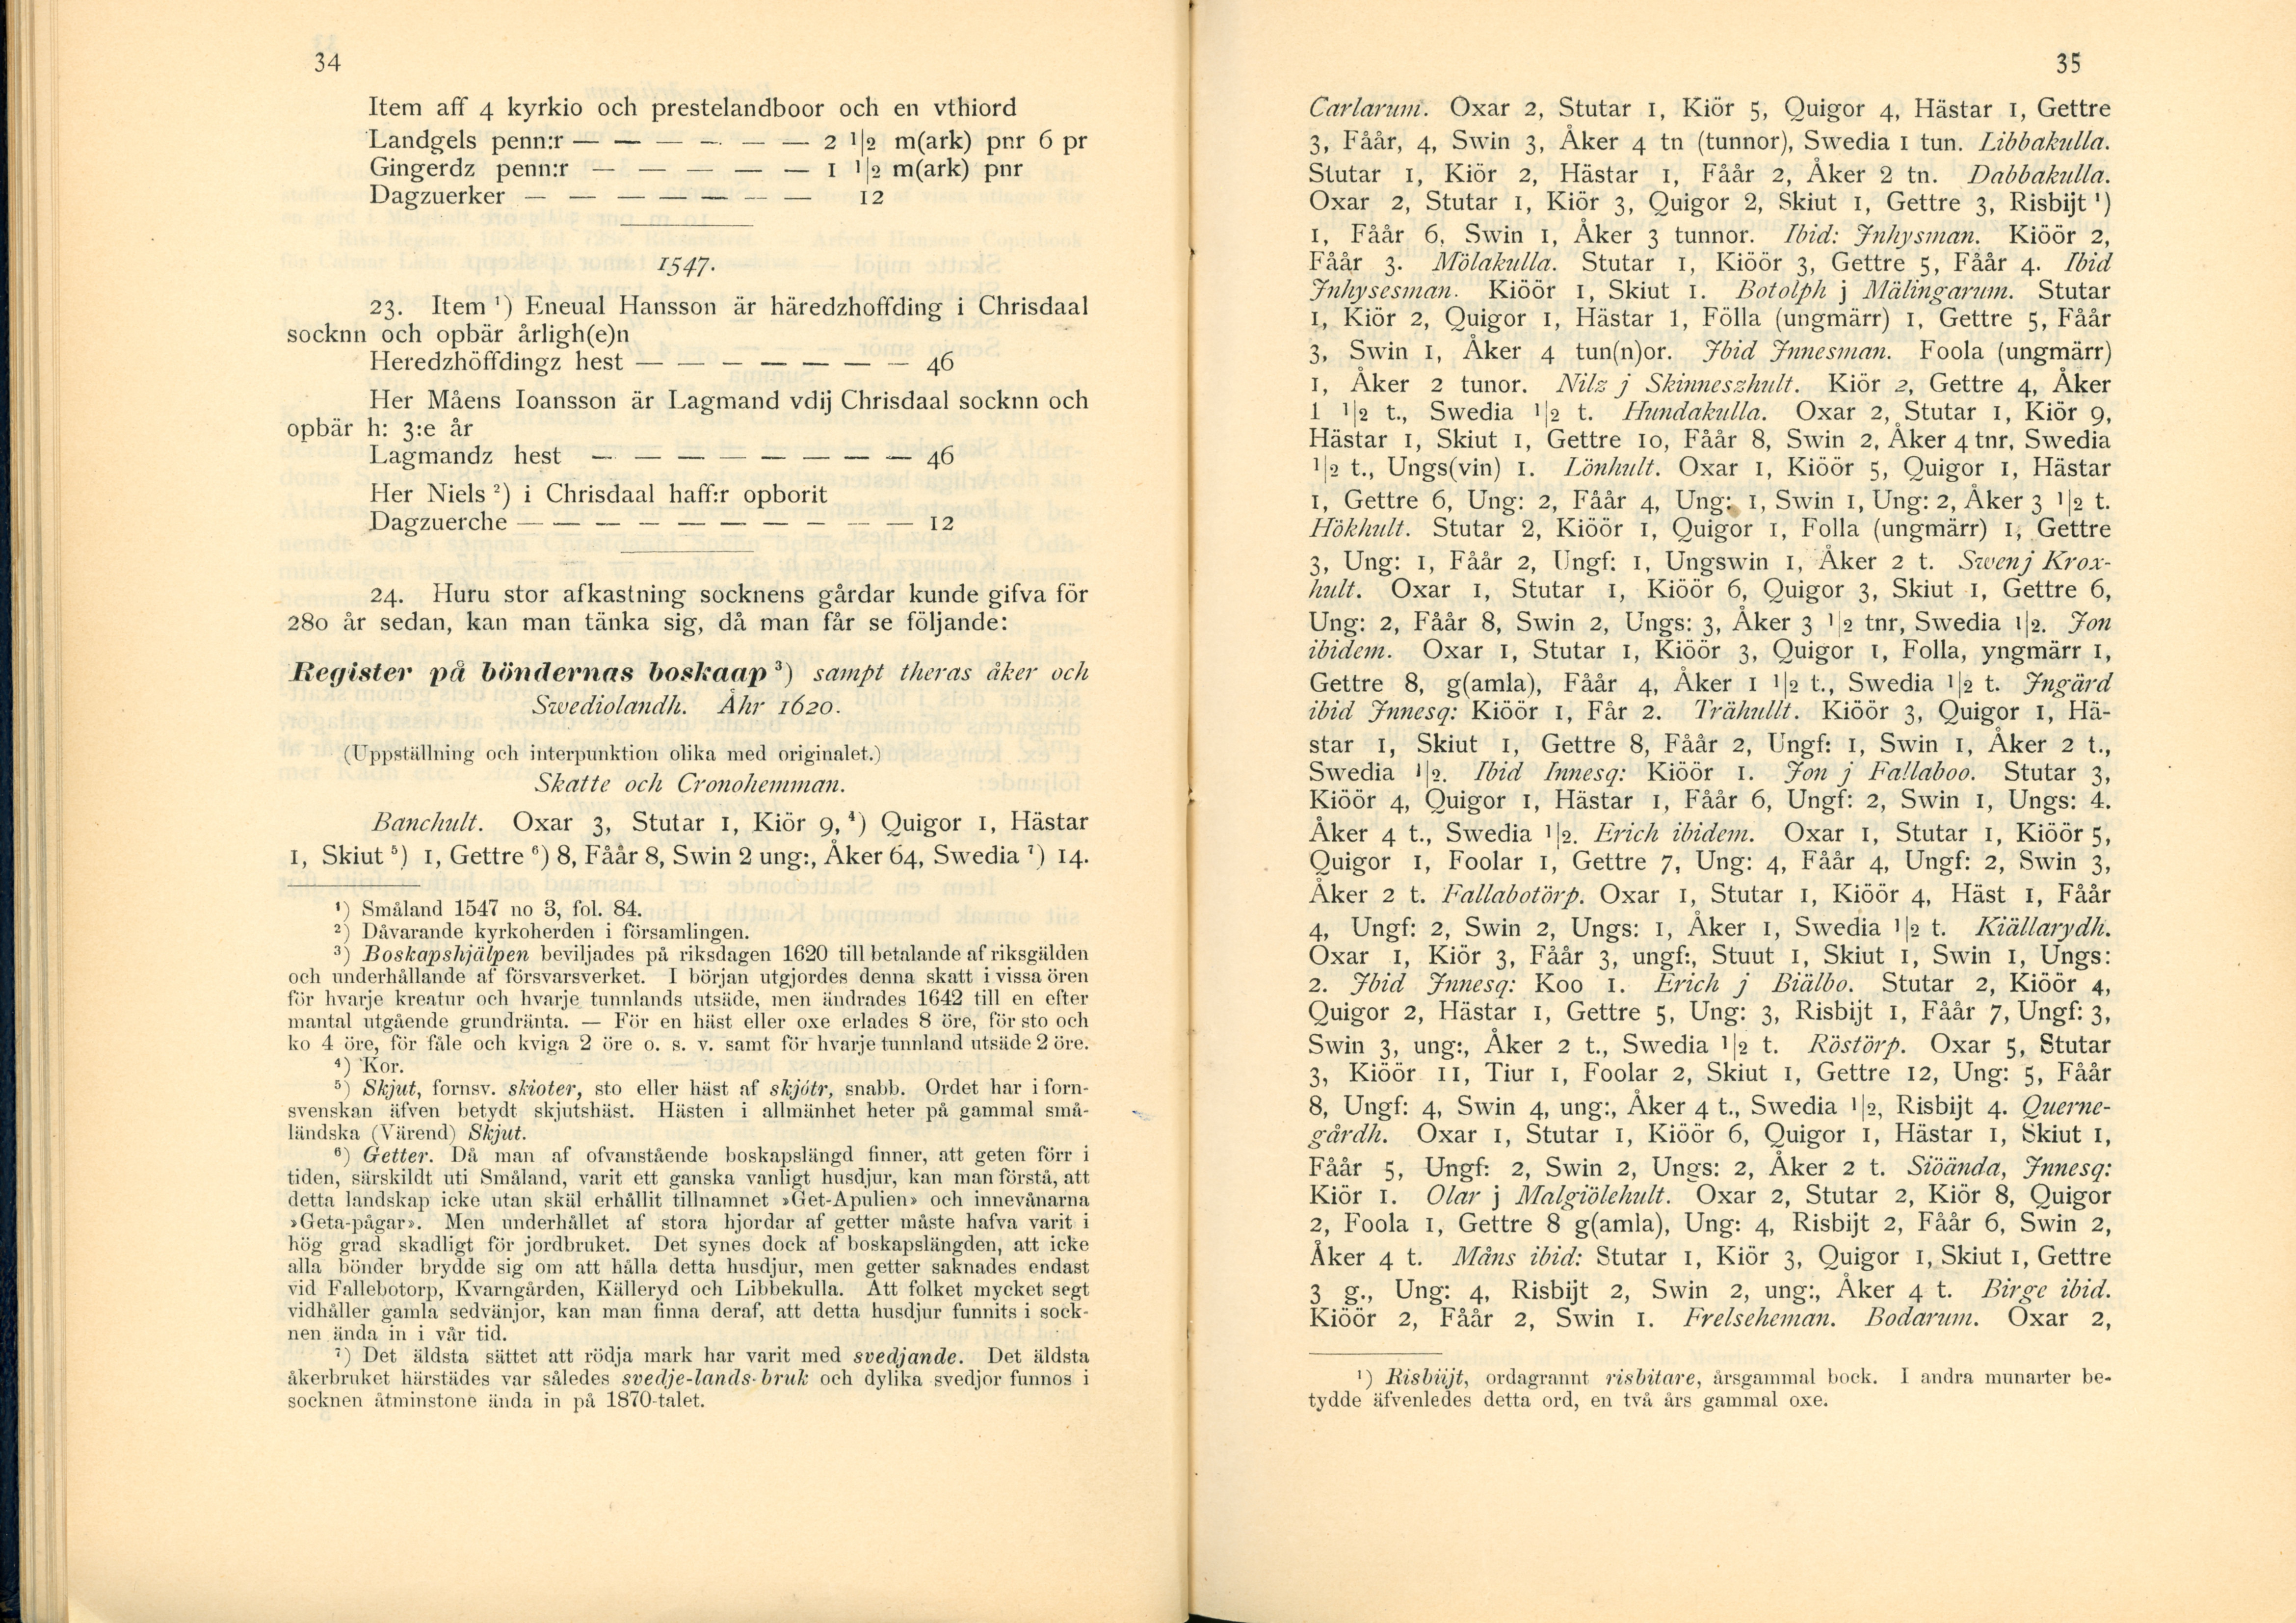 34
Item aff 4 kyrkio och prestelandboor och en vthiord
Landgels penn:r — — — — — — 2 1|2 m(ark) pnr 6 pr
Gingerdz penn:r — — — — — 1 1|2 m(ark) pnr
Dagzuerker — — — — — — — 12
1547.
23. Item ¹) Eneual Hansson är häredzhoffding i Chrisdaal
socknn och opbär årligh(e)n
Heredzhöffdingz hest — — — — — — — 46
Her Måens Ioansson är Lagmand vdij Chrisdaal socknn och
opbär h: 3:e år
Lagmandz hest — — — — — — — — 46
Her Niels ²) i Chrisdaal haff:r opborit
Dagzuerche — — — — — — — — — — 12
24. Huru stor afkastning socknens gårdar kunde gifva för
280 år sedan, kan man tänka sig, då man får se följande:
Register på böndernas boskaap ³) sampt theras åker och
Swediolandh. Åhr 1620.
(Uppställning och interpunktion olika med originalet.)
Skatte och Cronohemman.
Banchult. Oxar 3, Stutar 1, Kiör 9, ⁴) Quigor 1, Hästar
1, Skiut ⁵) 1, Gettre ⁶) 8, Fåår 8, Swin 2 ung:, Åker 64, Swedia ⁷) 14.
¹) Småland 1547 no 3, fol. 84.
²) Dåvarande kyrkoherden i församlingen.
³) Boskapshjälpen beviljades på riksdagen 1620 till betalande af riksgälden
och underhållande af försvarsverket. I början utgjordes denna skatt i vissa ören
för hvarje kreatur och hvarje tunnlands utsäde, men ändrades 1642 till en efter
mantal utgående grundränta. — För en häst eller oxe erlades 8 öre, för sto och
ko 4 öre, för fåle och kviga 2 öre o. s. v. samt för hvarje tunnland utsäde 2 öre.
⁴) Kor.
⁵) Skjut, fornsv. skioter, sto eller häst af skjótr, snabb. Ordet har i forn-
svenskan äfven betydt skjutshäst. Hästen i allmänhet heter på gammal små-
ländska (Värend) Skjut.
⁶) Getter. Då man af ofvanstående boskapslängd finner, att geten förr i
tiden, särskildt uti Småland, varit ett ganska vanligt husdjur, kan man förstå, att
detta landskap icke utan skäl erhållit tillnamnet »Get-Apulien» och innevånarna
»Geta-pågar». Men underhållet af stora hjordar af getter måste hafva varit i
hög grad skadligt för jordbruket. Det synes dock af boskapslängden, att icke
alla bönder brydde sig om att hålla detta husdjur, men getter saknades endast
vid Fallebotorp, Kvarngården, Källeryd och Libbekulla. Att folket mycket segt
vidhåller gamla sedvänjor, kan man finna deraf, att detta husdjur funnits i sock-
nen ända in i vår tid.
⁷) Det äldsta sättet att rödja mark har varit med svedjande. Det äldsta
åkerbruket härstädes var således svedje-lands-bruk och dylika svedjor funnos i
socknen åtminstone ända in på 1870-talet.
35
Carlarum. Oxar 2, Stutar 1, Kiör 5, Quigor 4, Hästar 1, Gettre
3, Fåår, 4, Swin 3, Åker 4 tn (tunnor), Swedia 1 tun. Libbakulla.
Stutar 1, Kiör 2, Hästar 1, Fåår 2, Åker 2 tn. Dabbakulla.
Oxar 2, Stutar 1, Kiör 3, Quigor 2, Skiut 1, Gettre 3, Risbijt ¹)
1, Fåår 6, Swin 1, Åker 3 tunnor. Ibid: Jnhysman. Kiöör 2,
Fåår 3. Mölakulla. Stutar 1, Kiöör 3, Gettre 5, Fåår 4. Ibid
Jnhysesman. Kiöör 1, Skiut 1. Botolph j Mälingarum. Stutar
1, Kiör 2, Quigor 1, Hästar 1, Fölla (ungmärr) 1, Gettre 5, Fåår
3, Swin 1, Åker 4 tun(n)or. Jbid Jnnesman. Foola (ungmärr)
1, Åker 2 tunor. Nilz j Skinneszhult. Kiör 2, Gettre 4, Åker
1 1|2 t., Swedia 1|2 t. Hundakulla. Oxar 2, Stutar 1, Kiör 9,
Hästar 1, Skiut 1, Gettre 10, Fåår 8, Swin 2, Åker 4 tnr, Swedia
1|2 t., Ungs(vin) 1. Lönhult. Oxar 1, Kiöör 5, Quigor 1, Hästar
1, Gettre 6, Ung: 2, Fåår 4, Ung: 1, Swin 1, Ung: 2, Åker 3 1|2 t.
Hökhult. Stutar 2, Kiöör 1, Quigor 1, Folla (ungmärr) 1, Gettre
3, Ung: 1, Fåår 2, Ungf: 1, Ungswin 1, Åker 2 t. Swenj Krox-
hult. Oxar 1, Stutar 1, Kiöör 6, Quigor 3, Skiut 1, Gettre 6,
Ung: 2, Fåår 8, Swin 2, Ungs: 3, Åker 3 1|2 tnr, Swedia 1|2. Jon
ibidem. Oxar 1, Stutar 1, Kiöör 3, Quigor 1, Folla, yngmärr 1,
Gettre 8, g(amla), Fåår 4, Åker 1 1|2 t., Swedia 1|2 t. Jngärd
ibid Jnnesq: Kiöör 1, Får 2. Trähullt. Kiöör 3, Quigor 1, Hä-
star 1, Skiut 1, Gettre 8, Fåår 2, Ungf: 1, Swin 1, Åker 2 t.,
Swedia 1|2. Ibid Innesq: Kiöör 1. Jon j Fallaboo. Stutar 3,
Kiöör 4, Quigor 1, Hästar 1, Fåår 6, Ungf: 2, Swin 1, Ungs: 4.
Åker 4 t., Swedia 1|2. Erich ibidem. Oxar 1, Stutar 1, Kiöör 5,
Quigor 1, Foolar 1, Gettre 7, Ung: 4, Fåår 4, Ungf: 2, Swin 3,
Åker 2 t. Fallabotörp. Oxar 1, Stutar 1, Kiöör 4, Häst 1, Fåår
4, Ungf: 2, Swin 2, Ungs: 1, Åker 1, Swedia 1|2 t. Kiällarydh.
Oxar 1, Kiör 3, Fåår 3, ungf:, Stuut 1, Skiut 1, Swin 1, Ungs:
2. Jbid Jnnesq: Koo 1. Erich j Biälbo. Stutar 2, Kiöör 4,
Quigor 2, Hästar 1, Gettre 5, Ung: 3, Risbijt 1, Fåår 7, Ungf: 3,
Swin 3, ung:, Åker 2 t., Swedia 1|2 t. Röstörp. Oxar 5, Stutar
3, Kiöör 11, Tiur 1, Foolar 2, Skiut 1, Gettre 12, Ung: 5, Fåår
8, Ungf: 4, Swin 4, ung:, Åker 4 t., Swedia 1|2, Risbijt 4. Querne-
gårdh. Oxar 1, Stutar 1, Kiöör 6, Quigor 1, Hästar 1, Skiut 1,
Fåår 5, Ungf: 2, Swin 2, Ungs: 2, Åker 2 t. Siöända, Jnnesq:
Kiör 1. Olar j Malgiölehult. Oxar 2, Stutar 2, Kiör 8, Quigor
2, Foola 1, Gettre 8 g(amla), Ung: 4, Risbijt 2, Fåår 6, Swin 2,
Åker 4 t. Måns ibid: Stutar 1, Kiör 3, Quigor 1, Skiut 1, Gettre
3 g., Ung: 4, Risbijt 2, Swin 2, ung:, Åker 4 t. Birge ibid.
Kiöör 2, Fåår 2, Swin 1. Frelseheman. Bodarum. Oxar 2,
¹) Risbiijt, ordagrannt risbitare, årsgammal bock. I andra munarter be-
tydde äfvenledes detta ord, en två års gammal oxe.